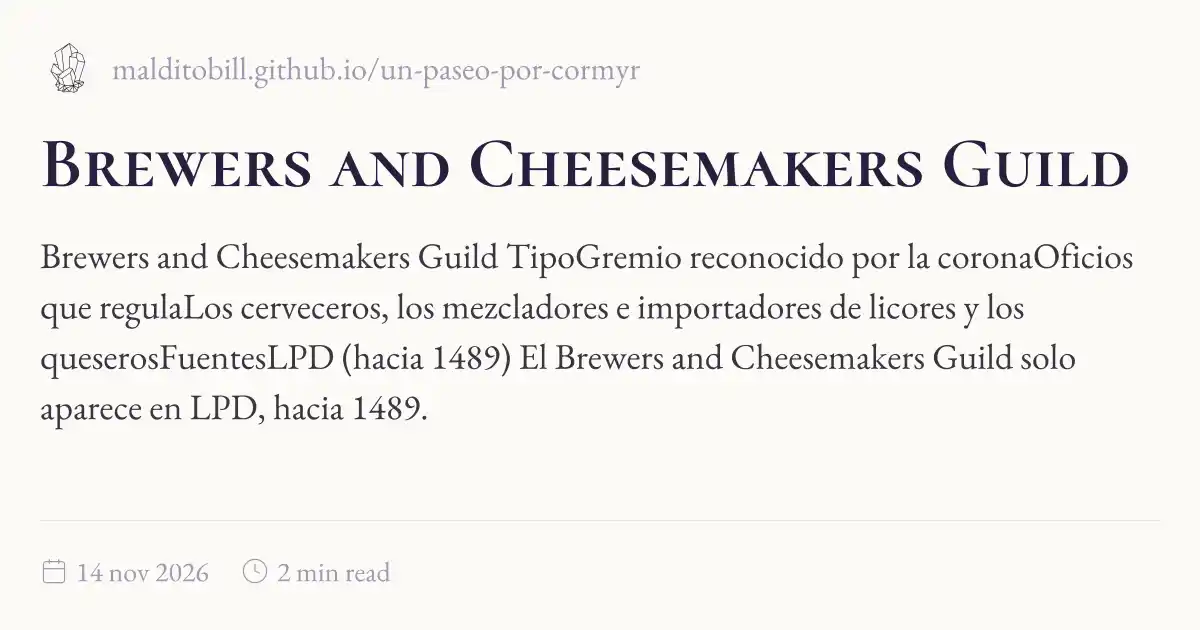 malditobill.github.io/un-paseo-por-cormyr
Brewers and Cheesemakers Guild
Brewers and Cheesemakers Guild TipoGremio reconocido por la coronaOficios
que regulaLos cerveceros, los mezcladores e importadores de licores y los
queserosFuentesLPD (hacia 1489) El Brewers and Cheesemakers Guild solo
aparece en LPD, hacia 1489.
14 nov 2026 2 min read